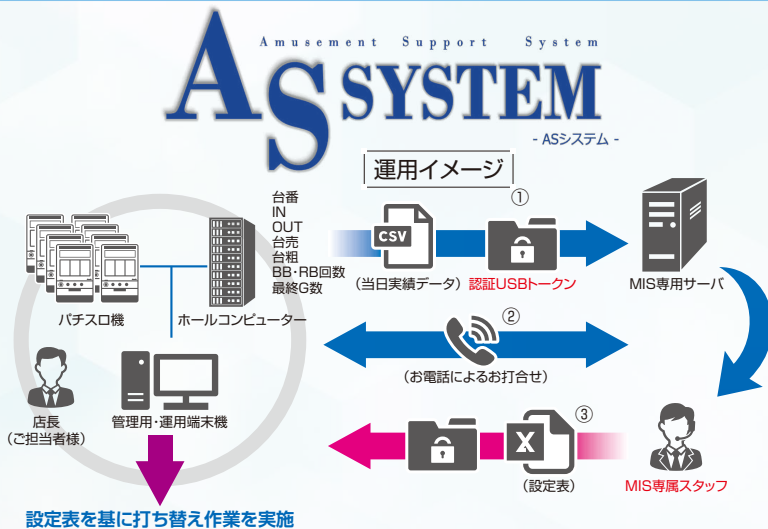 Amusement Support System
AS SYSTEM
- ASシステム -
運用イメージ
台番
IN
OUT
台売
台粗
BB・RB回数
最終G数
①
CSV
(当日実績データ)
認証USBトークン
MIS専用サーバ
パチスロ機
ホールコンピューター
②
(お電話によるお打合せ)
店長
(ご担当者様)
管理用・運用端末機
③
X
(設定表)
MIS専属スタッフ
設定表を基に打ち替え作業を実施